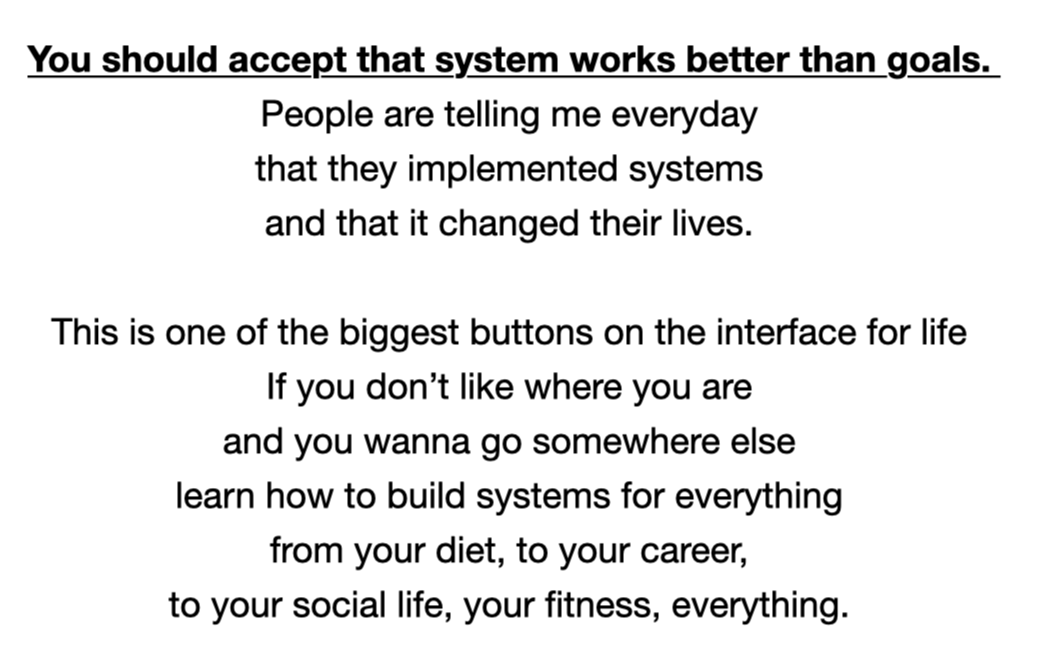 You should accept that system works better than goals.
People are telling me everyday
that they implemented systems
and that it changed their lives.
This is one of the biggest buttons on the interface for life
If you don’t like where you are
and you wanna go somewhere else
learn how to build systems for everything
from your diet, to your career,
to your social life, your fitness, everything.